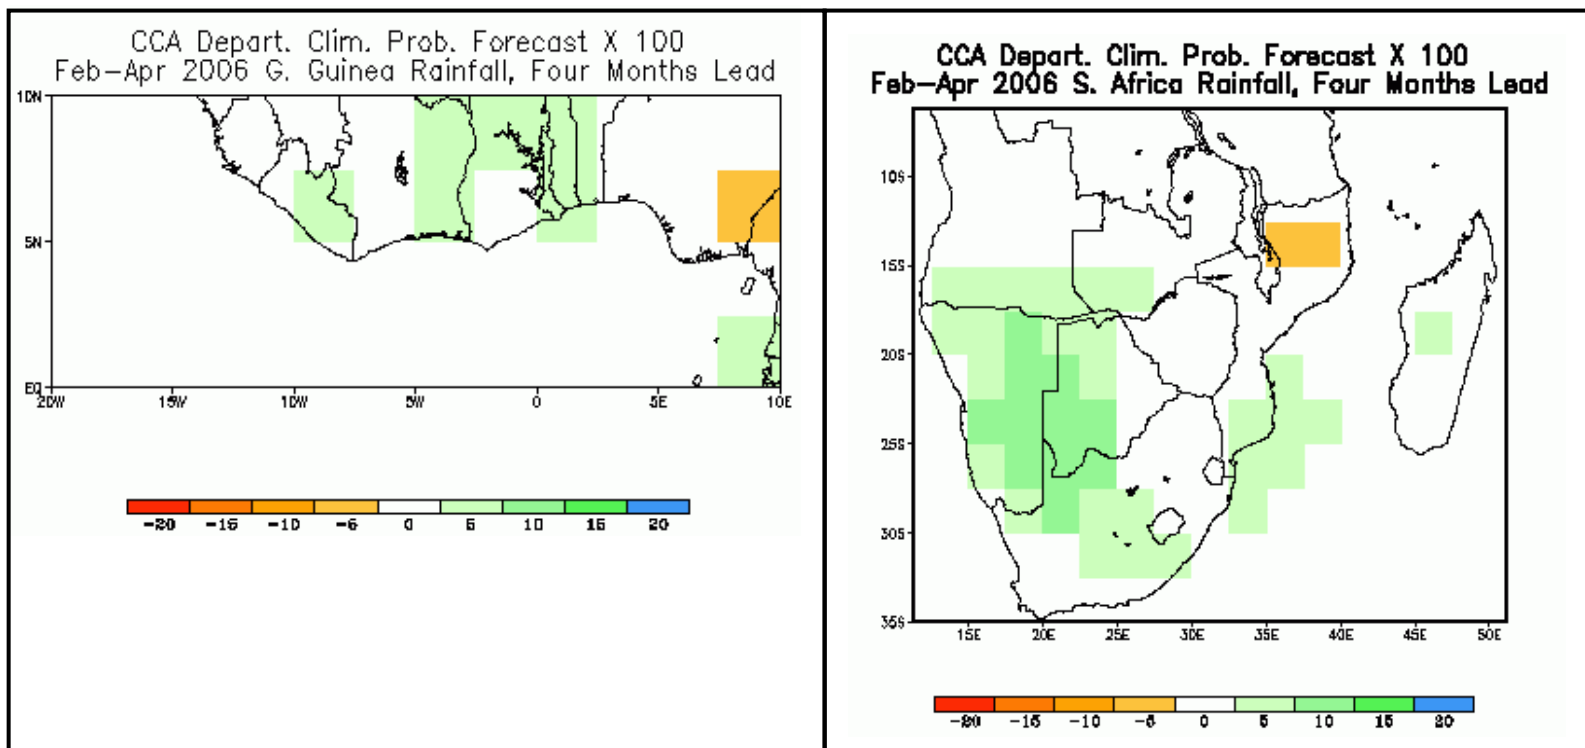 CCA Depart. Clim. Prob. Forecast X 100
Feb-Apr 2006 G. Guinea Rainfall, Four Months Lead
10N
5N
EQ
20W 15W 10W 5W 0 5E 10E
-20 -15 -10 -5 0 5 10 15 20
CCA Depart. Clim. Prob. Forecast X 100
Feb-Apr 2006 S. Africa Rainfall, Four Months Lead
10S
15S
20S
25S
30S
35S
15E 20E 25E 30E 35E 40E 45E 50E
-20 -15 -10 -5 0 5 10 15 20